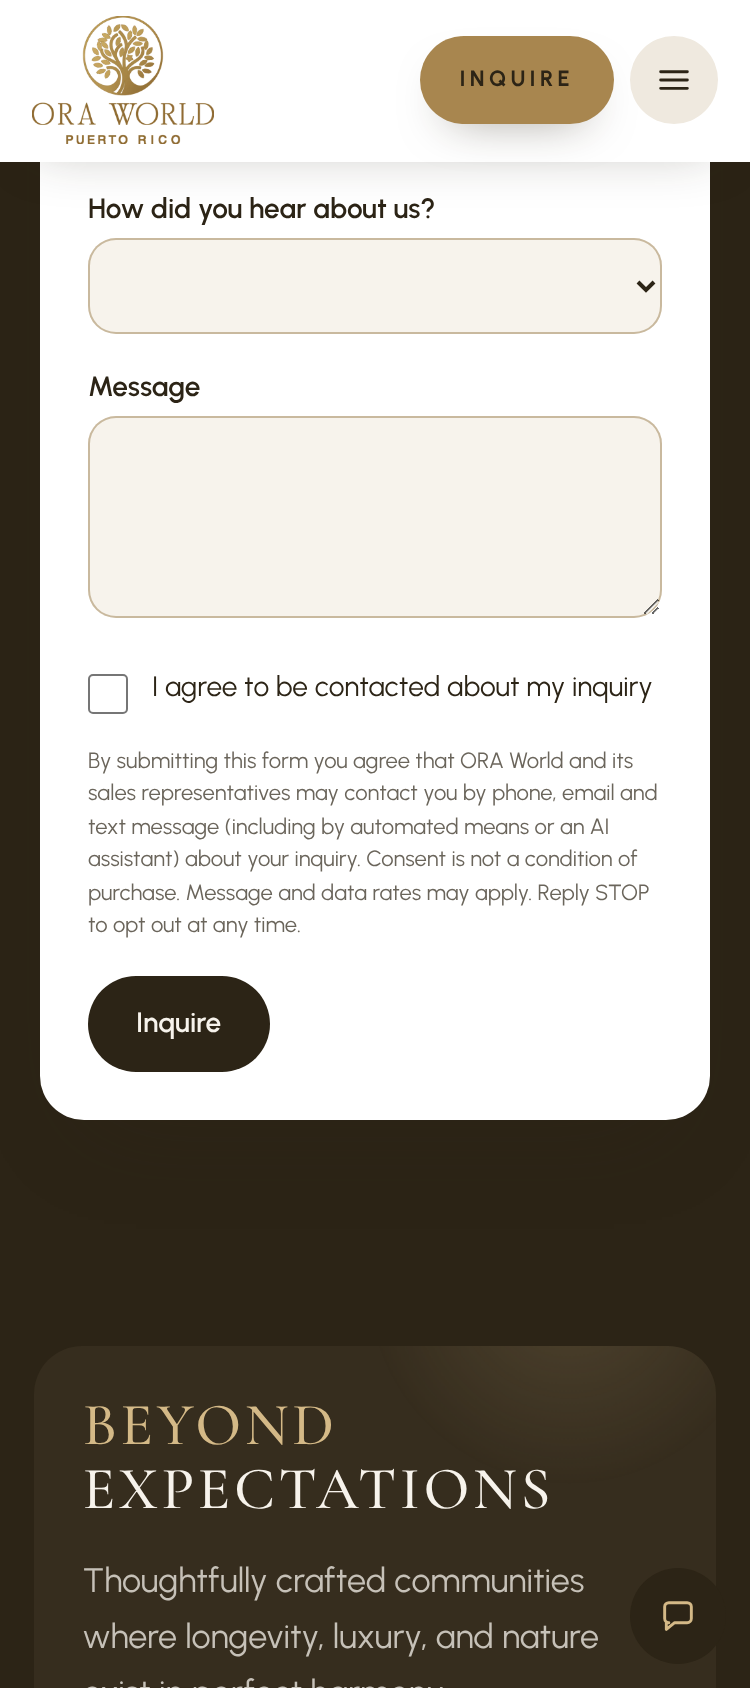 ORA WORLD
PUERTO RICO
INQUIRE
How did you hear about us?
Message
I agree to be contacted about my inquiry
By submitting this form you agree that ORA World and its
sales representatives may contact you by phone, email and
text message (including by automated means or an AI
assistant) about your inquiry. Consent is not a condition of
purchase. Message and data rates may apply. Reply STOP
to opt out at any time.
Inquire
BEYOND
EXPECTATIONS
Thoughtfully crafted communities
where longevity, luxury, and nature
exist in perfect harmony.